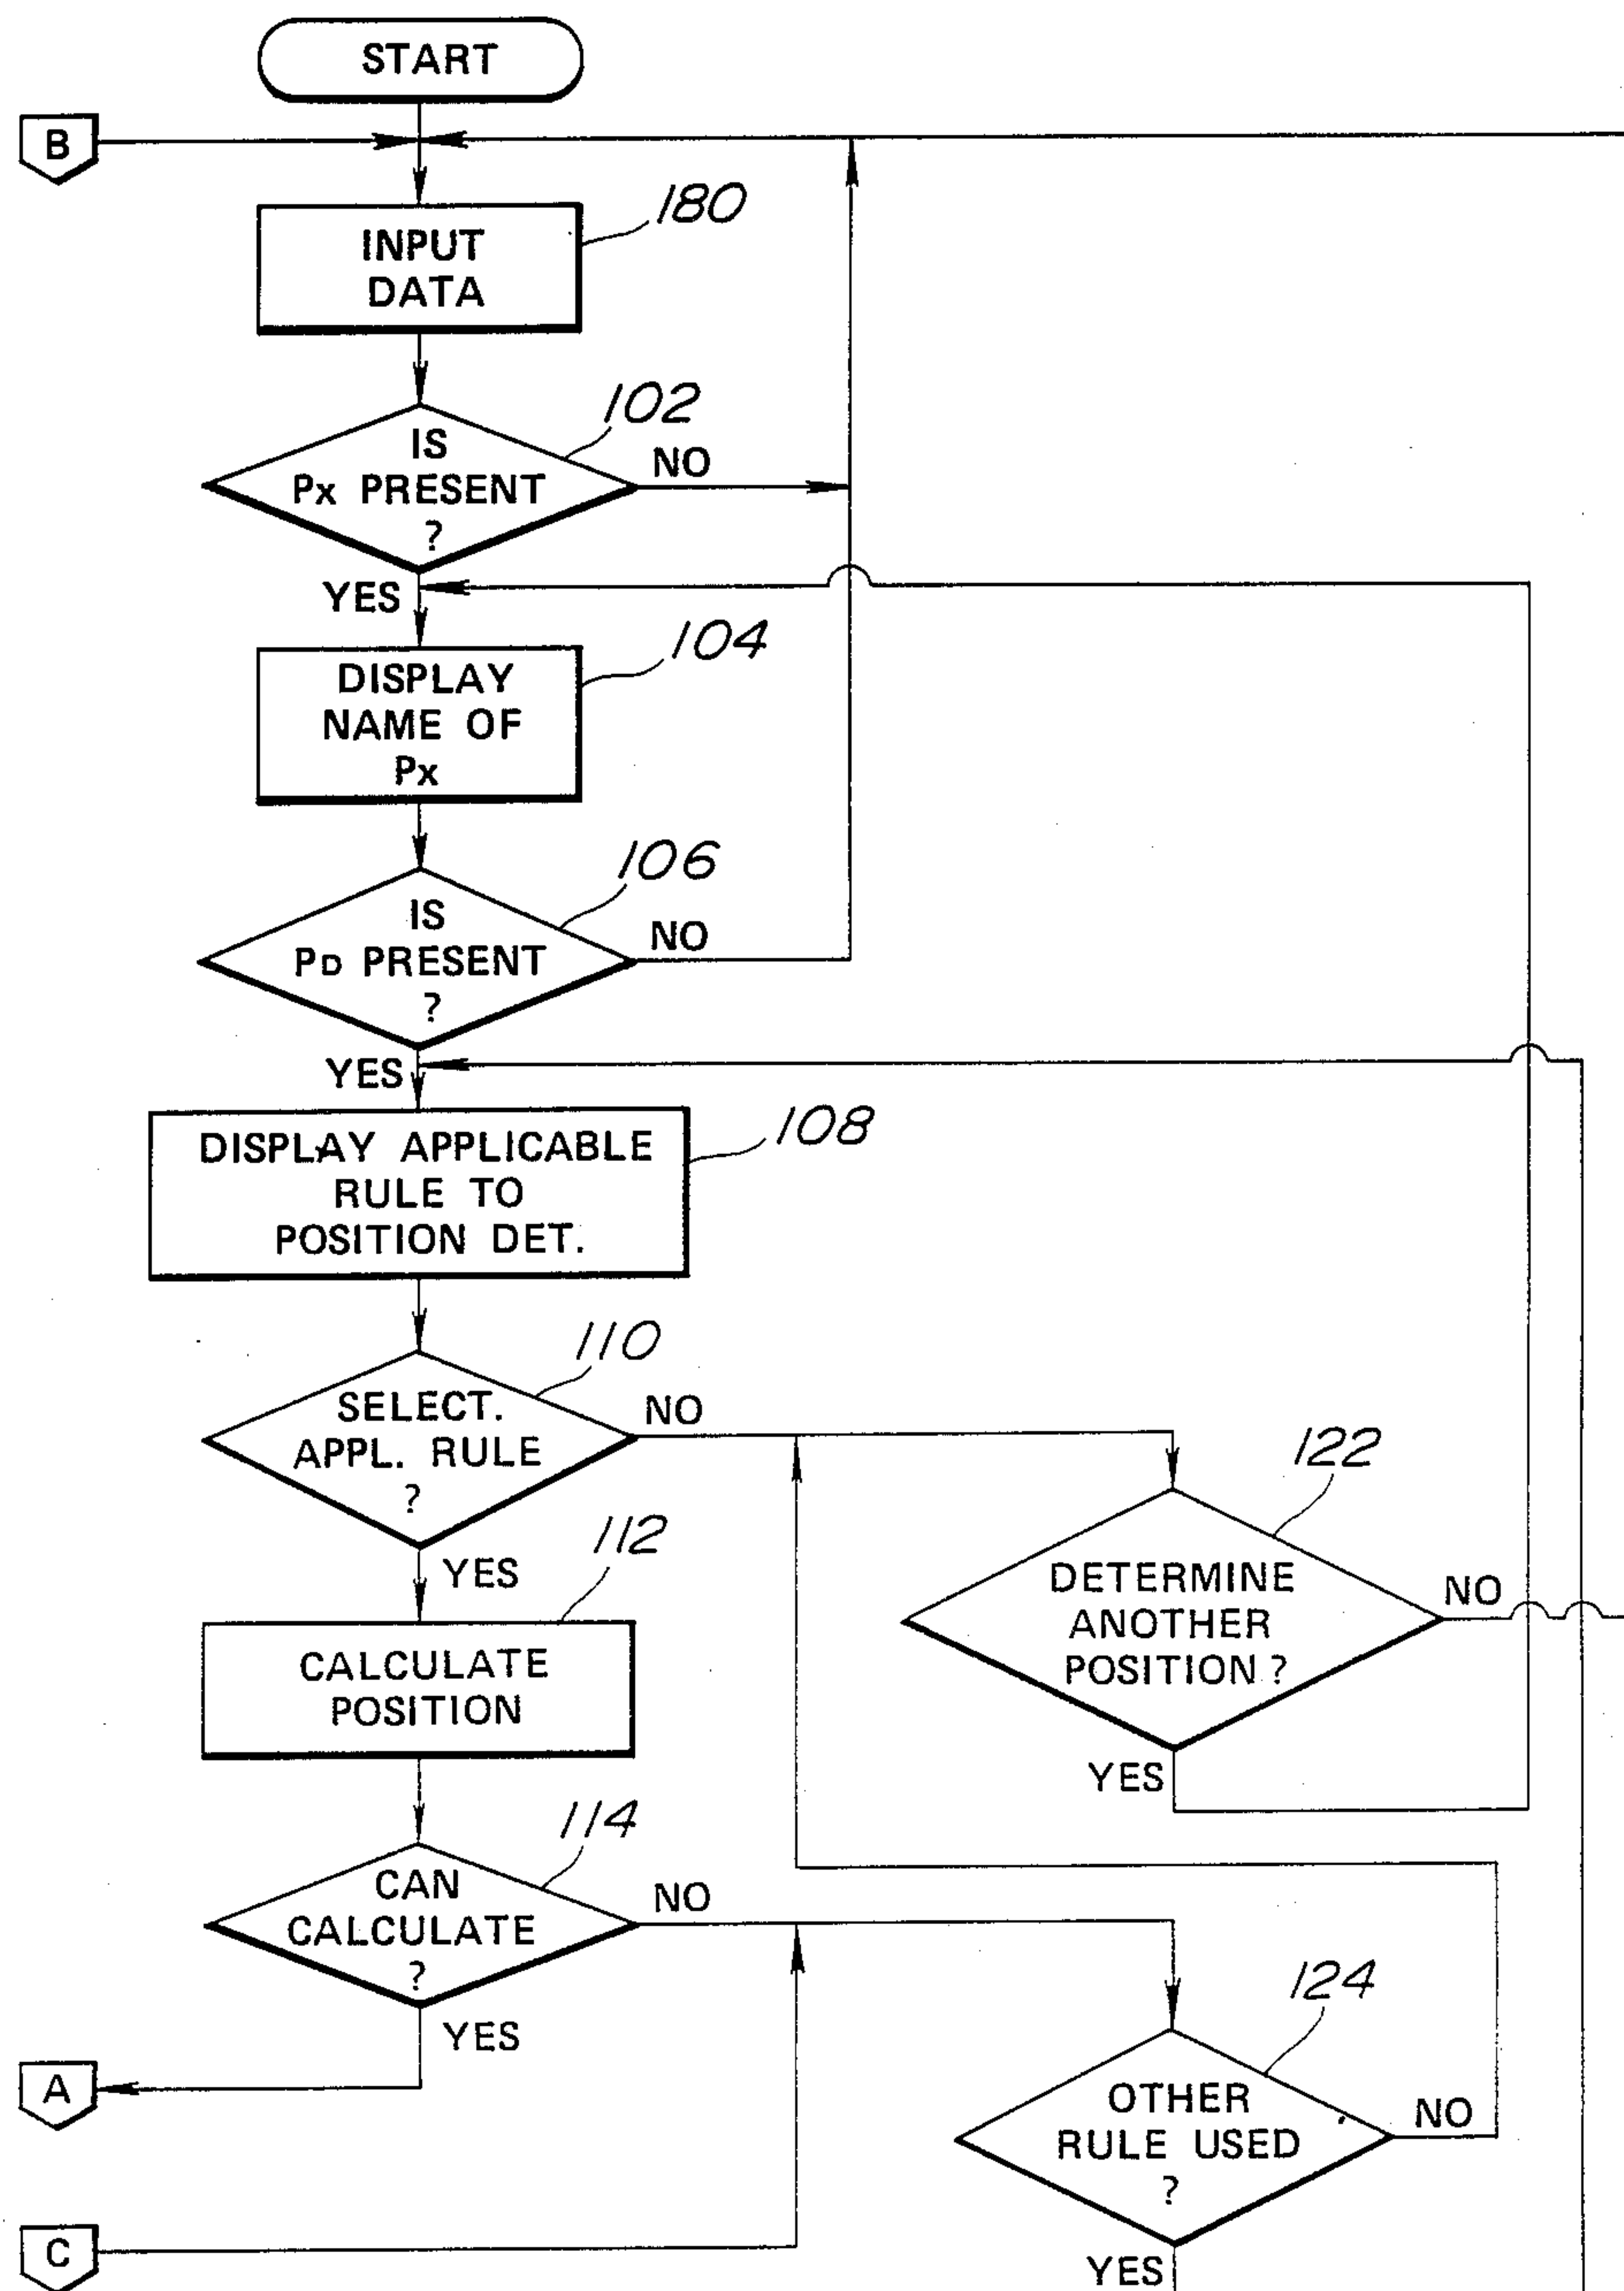 START
B
180
INPUT
DATA
102
IS
Px PRESENT
?
NO
YES
104
DISPLAY
NAME OF
Px
106
IS
PD PRESENT
?
NO
YES
108
DISPLAY APPLICABLE
RULE TO
POSITION DET.
110
SELECT.
APPL. RULE
?
NO
YES
122
DETERMINE
ANOTHER
POSITION ?
NO
YES
112
CALCULATE
POSITION
114
CAN
CALCULATE
?
NO
YES
A
124
OTHER
RULE USED
?
NO
YES
C